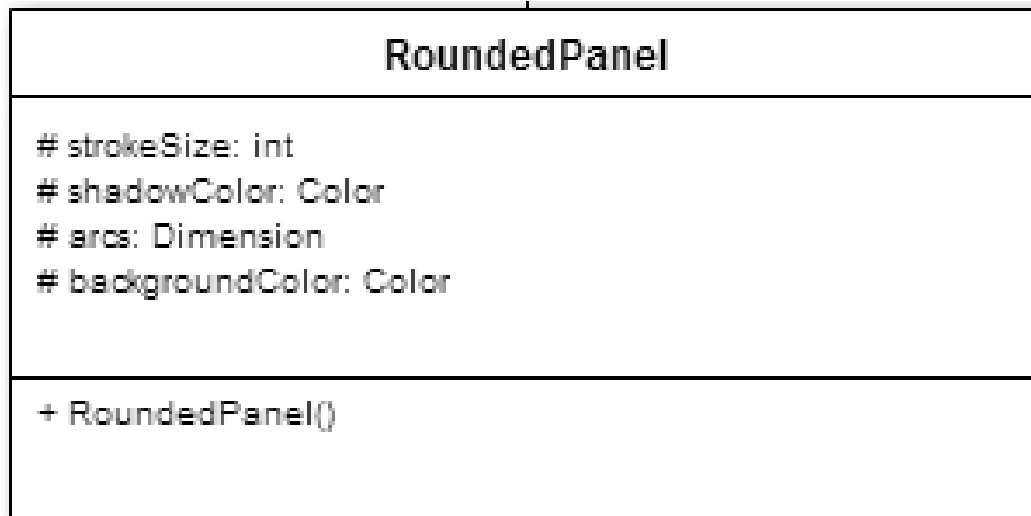 RoundedPanel
# strokeSize: int
# shadowColor: Color
# arcs: Dimension
# backgroundColor: Color
+ RoundedPanel()